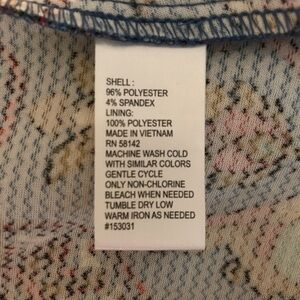 SHELL :
96% POLYESTER
4% SPANDEX
LINING:
100% POLYESTER
MADE IN VIETNAM
RN 58142
MACHINE WASH COLD
WITH SIMILAR COLORS
GENTLE CYCLE
ONLY NON-CHLORINE
BLEACH WHEN NEEDED
TUMBLE DRY LOW
WARM IRON AS NEEDED
#153031